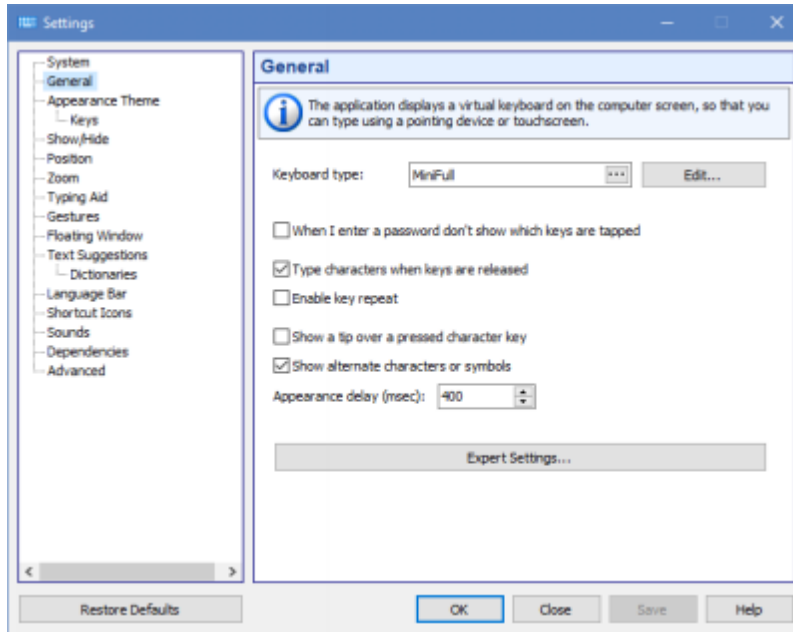 Settings
System
General
Appearance Theme
Keys
Show/Hide
Position
Zoom
Typing Aid
Gestures
Floating Window
Text Suggestions
Dictionaries
Language Bar
Shortcut Icons
Sounds
Dependencies
Advanced
General
The application displays a virtual keyboard on the computer screen, so that you
can type using a pointing device or touchscreen.
Keyboard type: MiniFull ... Edit...
When I enter a password don't show which keys are tapped
Type characters when keys are released
Enable key repeat
Show a tip over a pressed character key
Show alternate characters or symbols
Appearance delay (msec): 400
Expert Settings...
Restore Defaults OK Close Save Help